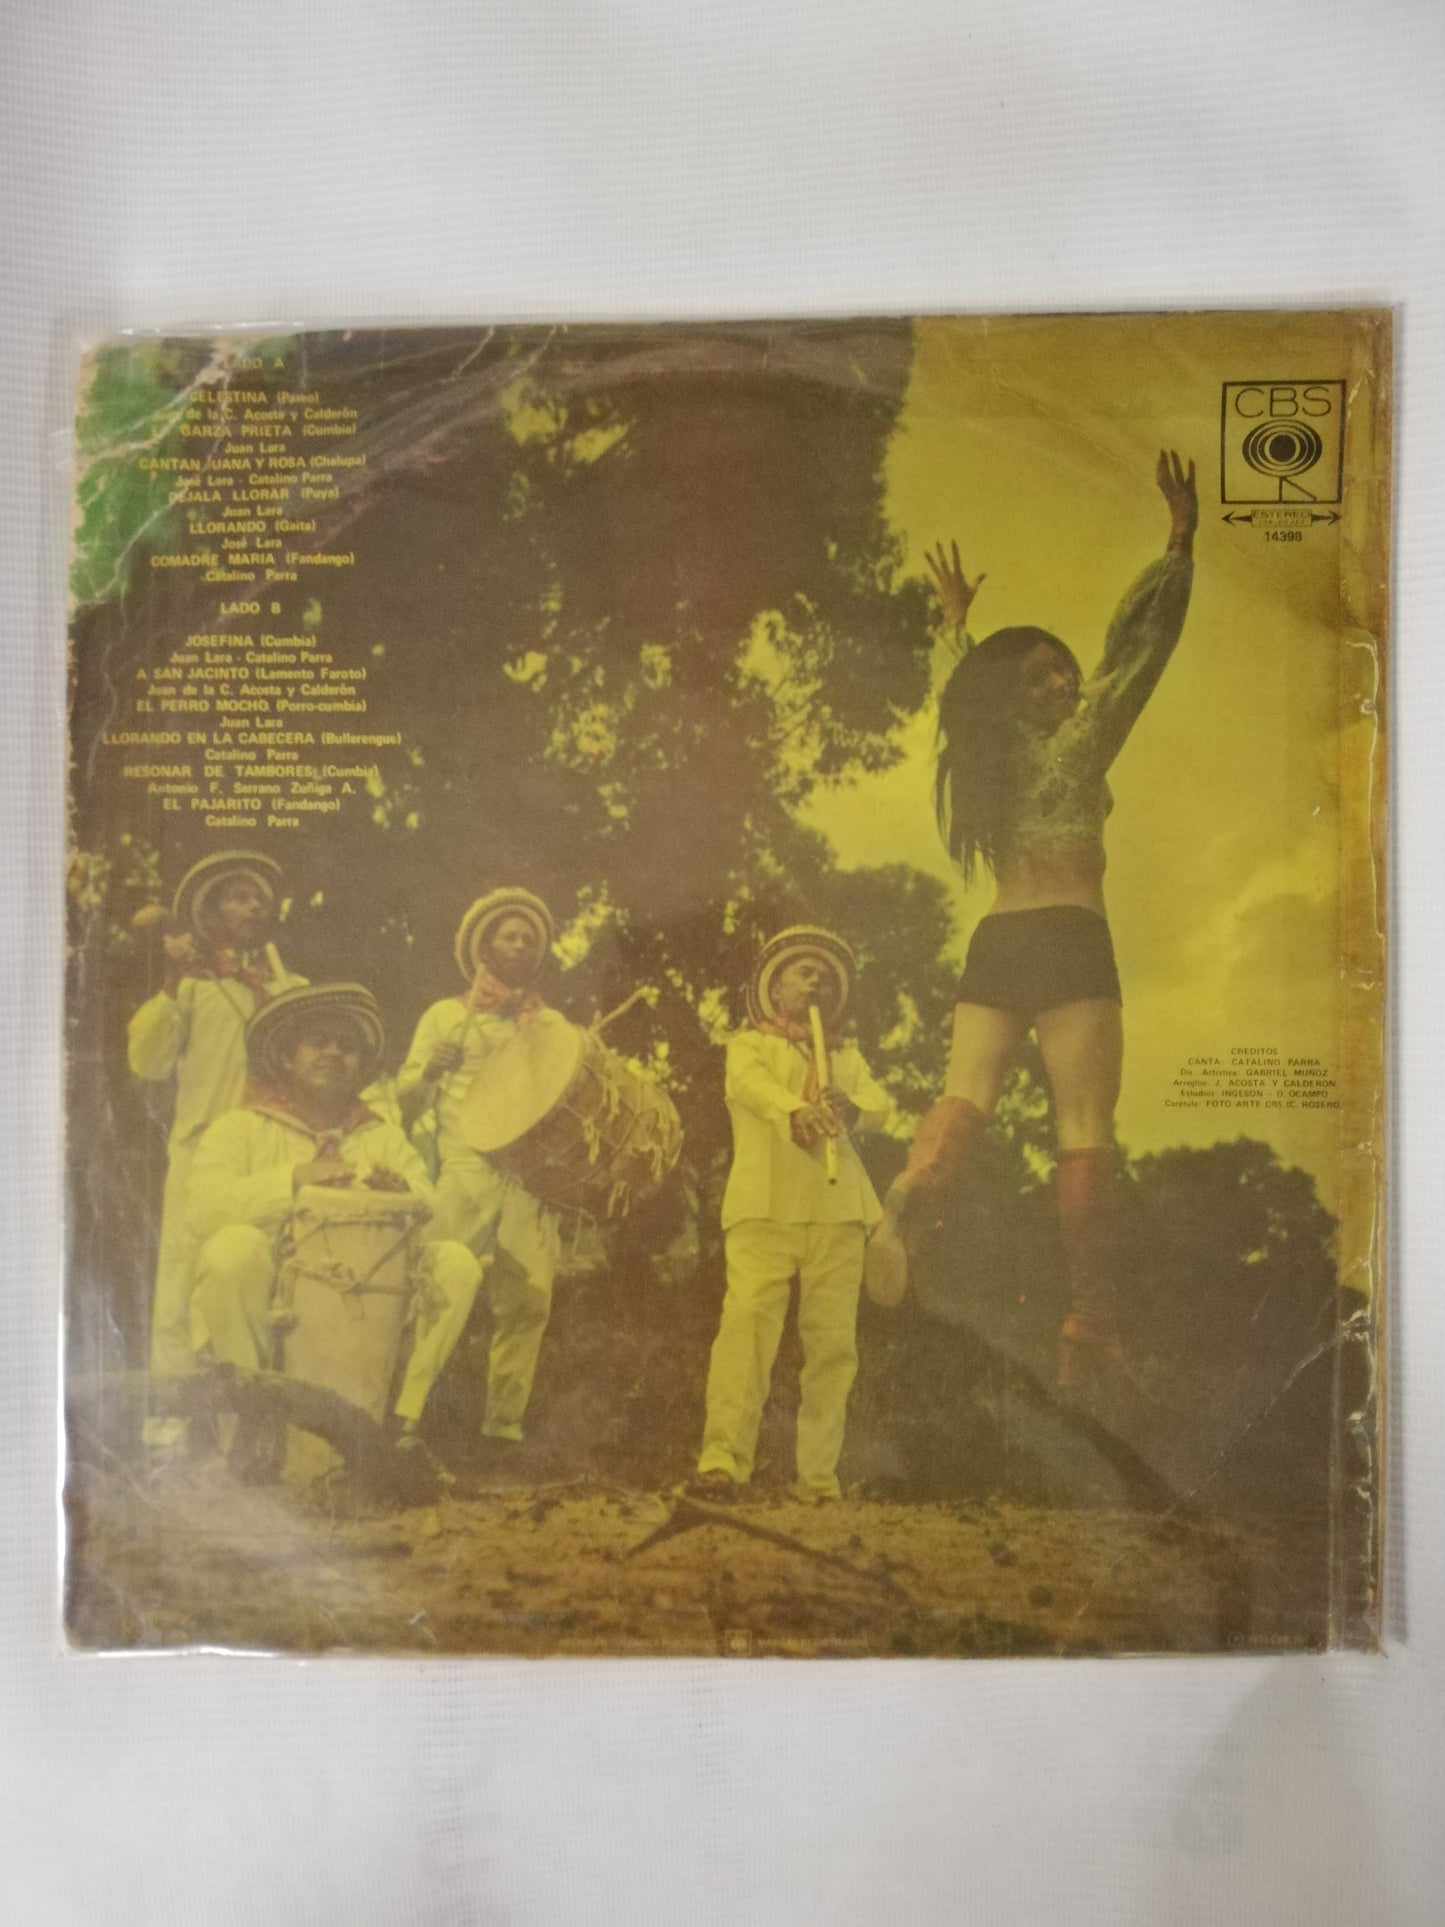 LADO A
CELESTINA (Paseo)
Juan de la C. Acosta y Calderón
LA GARZA PRIETA (Cumbia)
Juan Lara
CANTAN JUANA Y ROSA (Chalupa)
José Lara - Catalino Parra
DEJALA LLORAR (Puya)
Juan Lara
LLORANDO (Gaita)
José Lara
COMADRE MARIA (Fandango)
Catalino Parra
LADO B
JOSEFINA (Cumbia)
Juan Lara - Catalino Parra
A SAN JACINTO (Lamento Faroto)
Juan de la C. Acosta y Calderón
EL PERRO MOCHO (Porro-cumbia)
Juan Lara
LLORANDO EN LA CABECERA (Bullerengue)
Catalino Parra
RESONAR DE TAMBORES (Cumbia)
Antonio F. Serrano Zuñiga A.
EL PAJARITO (Fandango)
Catalino Parra
CBS
ESTEREO
14398
CREDITOS
CANTA: CATALINO PARRA
Dir. Artística: GABRIEL MUÑOZ
Arreglos: J. ACOSTA Y CALDERON
Estudios: INGESON - D. OCAMPO
Carátula: FOTO ARTE CBS (C. ROSERO)